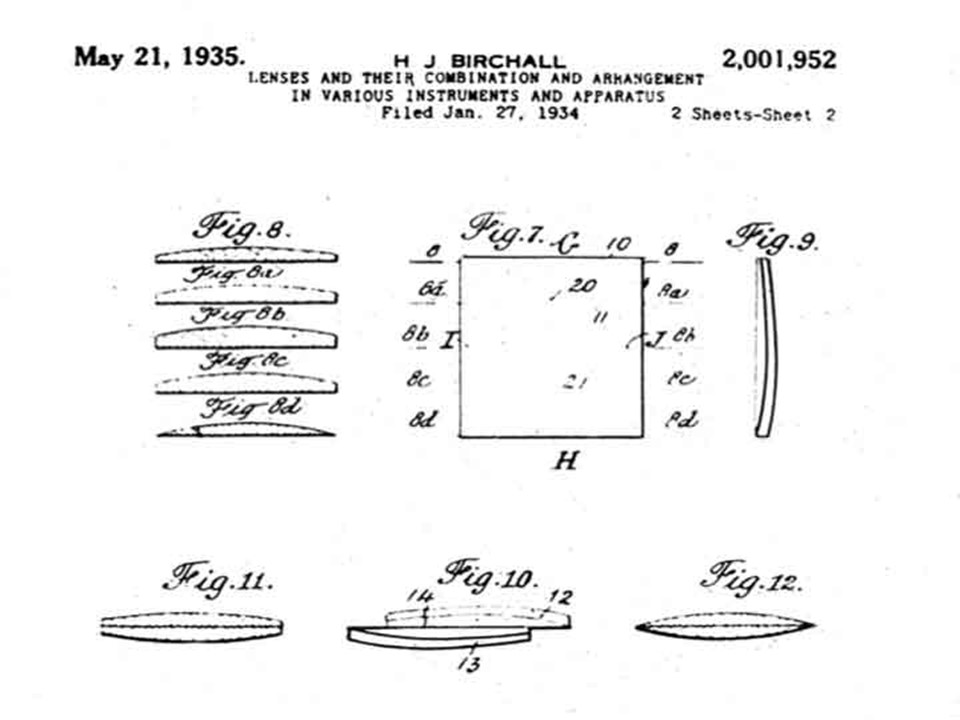 May 21, 1935.
H J BIRCHALL
2,001,952
LENSES AND THEIR COMBINATION AND ARRANGEMENT
IN VARIOUS INSTRUMENTS AND APPARATUS
Filed Jan. 27, 1934
2 Sheets-Sheet 2
Fig.8.
Fig.7.
G
10
8
8
Fig.9.
Fig 8a
8a
20
8a
Fig 8b
11
8b
I
J
8b
Fig.8c
8c
21
8c
Fig 8d
8d
8d
H
Fig.11.
Fig.10.
Fig.12.
14
12
13